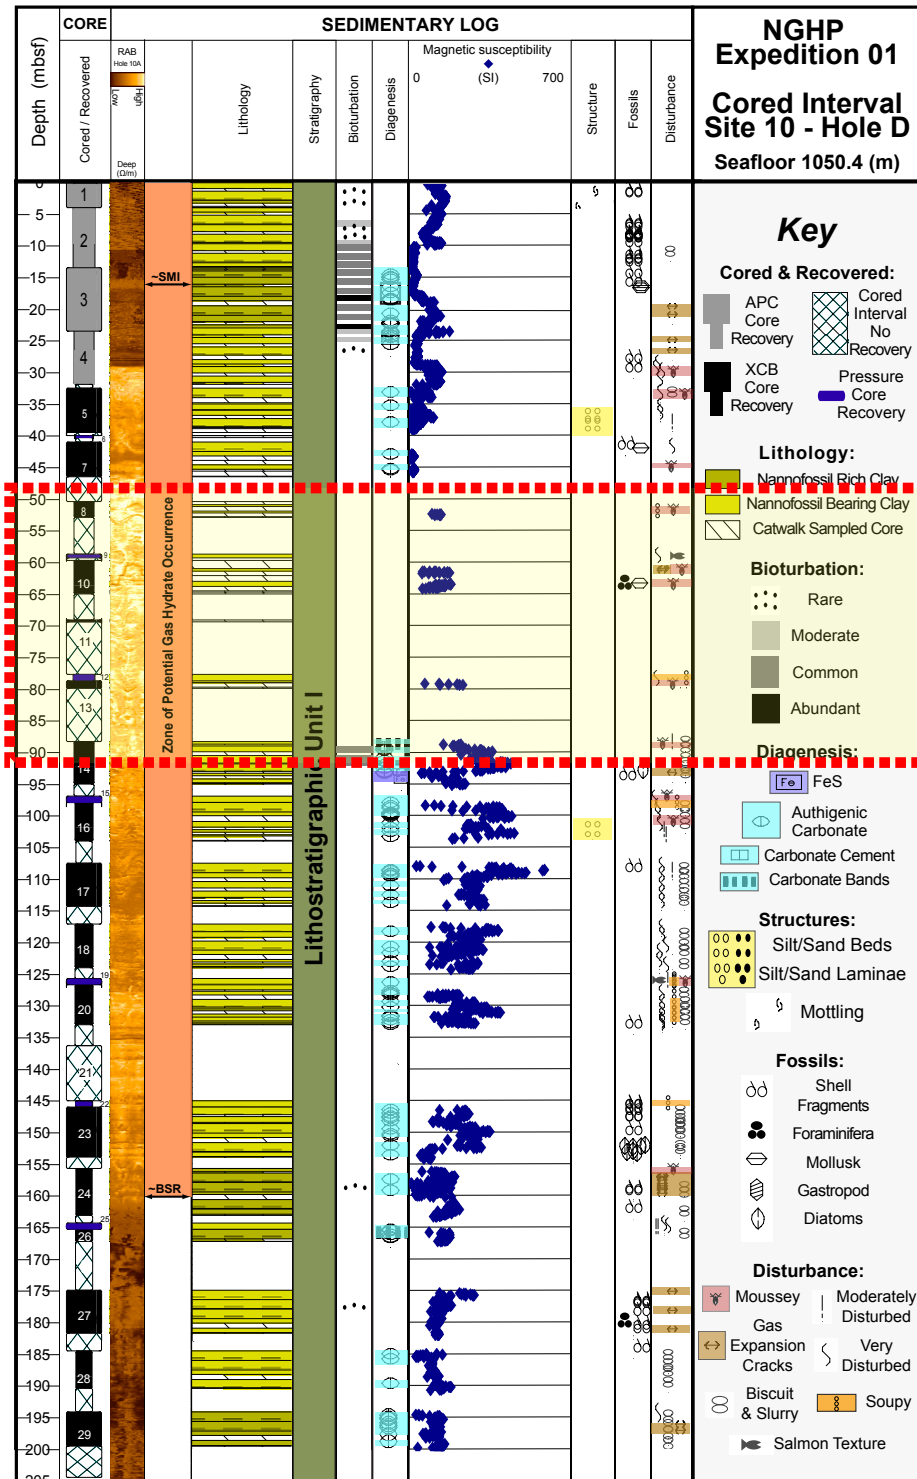 CORE
SEDIMENTARY LOG
NGHP
Expedition 01
Cored Interval
Site 10 - Hole D
Seafloor 1050.4 (m)
Depth (mbsf)
Cored / Recovered
RAB
Hole 10A
Low
High
Deep
(Ω/m)
Lithology
Stratigraphy
Bioturbation
Diagenesis
Magnetic susceptibility
0
(SI)
700
Structure
Fossils
Disturbance
0
5
10
15
20
25
30
35
40
45
50
55
60
65
70
75
80
85
90
95
100
105
110
115
120
125
130
135
140
145
150
155
160
165
170
175
180
185
190
195
200
205
1
2
3
4
5
6
7
8
9
10
11
12
13
14
15
16
17
18
19
20
21
22
23
24
25
26
27
28
29
~SMI
Zone of Potential Gas Hydrate Occurrence
~BSR
Lithostratigraphic Unit I
Fe
Key
Cored & Recovered:
APC
Core
Recovery
Cored
Interval
No
Recovery
XCB
Core
Recovery
Pressure
Core
Recovery
Lithology:
Nannofossil Rich Clay
Nannofossil Bearing Clay
Catwalk Sampled Core
Bioturbation:
Rare
Moderate
Common
Abundant
Diagenesis:
Fe
FeS
Authigenic
Carbonate
Carbonate Cement
Carbonate Bands
Structures:
Silt/Sand Beds
Silt/Sand Laminae
Mottling
Fossils:
Shell
Fragments
Foraminifera
Mollusk
Gastropod
Diatoms
Disturbance:
Moussey
Moderately
Disturbed
Gas
Expansion
Cracks
Very
Disturbed
Biscuit
& Slurry
Soupy
Salmon Texture